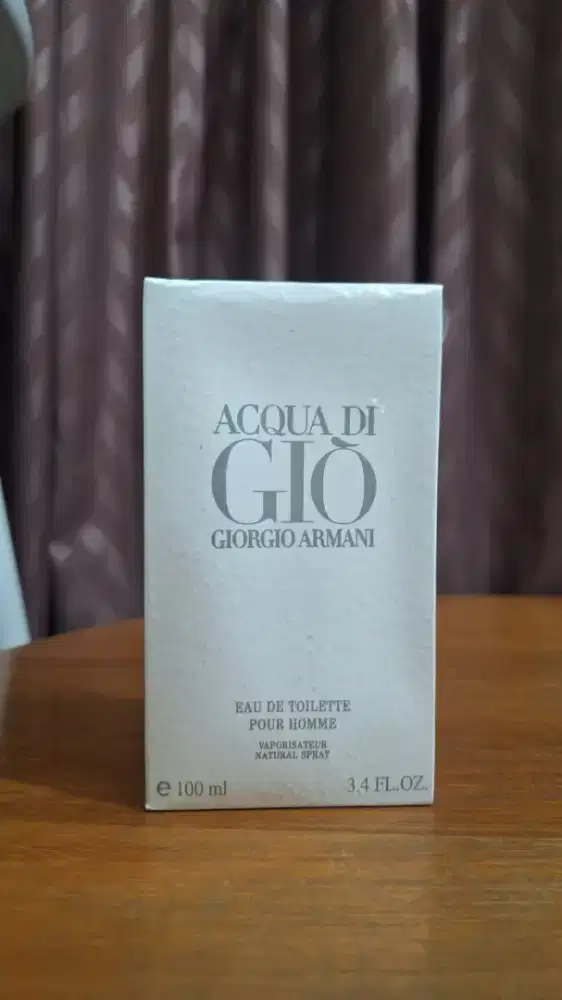 ACQUA DI
GIÒ
GIORGIO ARMANI
EAU DE TOILETTE
POUR HOMME
VAPORISATEUR
NATURAL SPRAY
℮ 100 ml
3.4 FL.OZ.